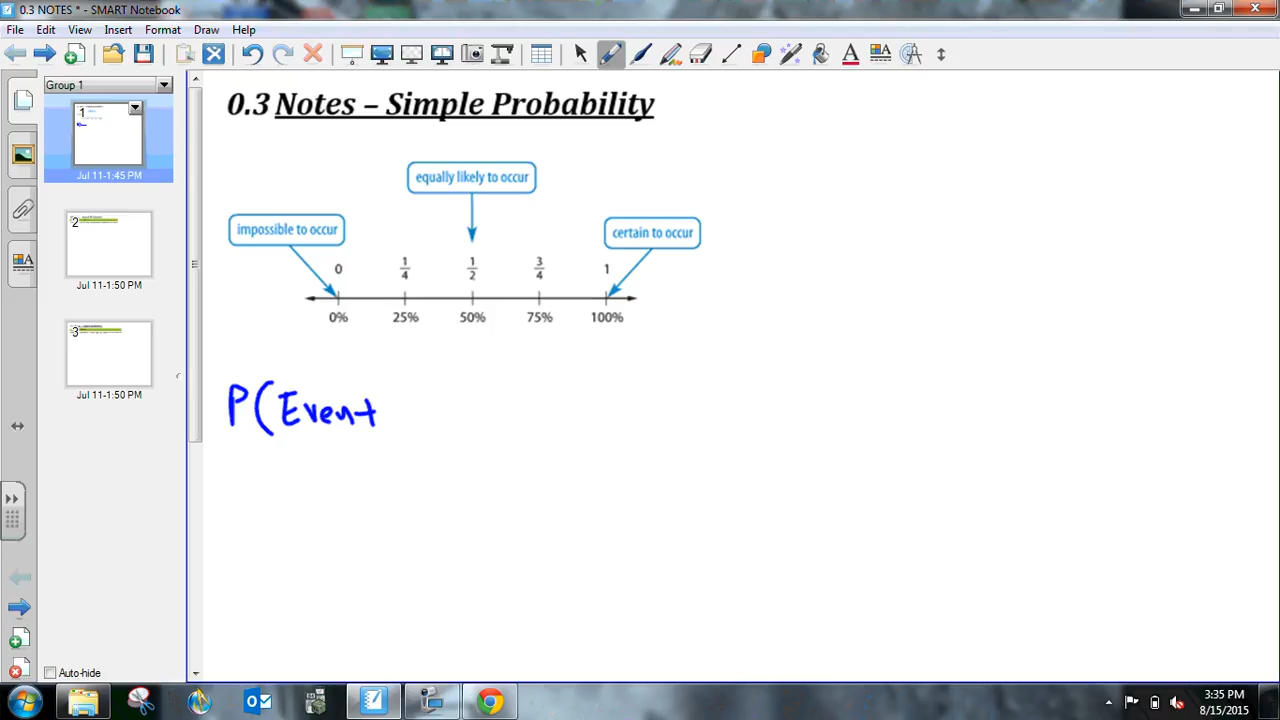 0.3 NOTES * - SMART Notebook
File Edit View Insert Format Draw Help
Group 1
1
Jul 11-1:45 PM
2
Jul 11-1:50 PM
3
Jul 11-1:50 PM
Auto-hide
0.3 Notes – Simple Probability
equally likely to occur
impossible to occur
certain to occur
0 1/4 1/2 3/4 1
0% 25% 50% 75% 100%
P(Event
3:35 PM
8/15/2015